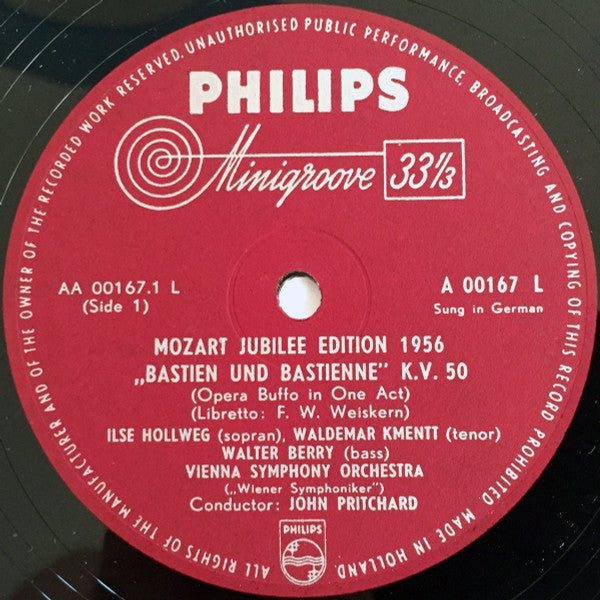 ALL RIGHTS OF THE MANUFACTURER AND OF THE OWNER OF THE RECORDED WORK RESERVED. UNAUTHORISED PUBLIC PERFORMANCE, BROADCASTING AND COPYING OF THIS RECORD PROHIBITED MADE IN HOLLAND.
PHILIPS
Minigroove 33⅓
AA 00167.1 L
(Side 1)
A 00167 L
Sung in German
MOZART JUBILEE EDITION 1956
„BASTIEN UND BASTIENNE" K.V. 50
(Opera Buffo in One Act)
(Libretto: F. W. Weiskern)
ILSE HOLLWEG (sopran), WALDEMAR KMENTT (tenor)
WALTER BERRY (bass)
VIENNA SYMPHONY ORCHESTRA
(„Wiener Symphoniker")
Conductor: JOHN PRITCHARD
PHILIPS